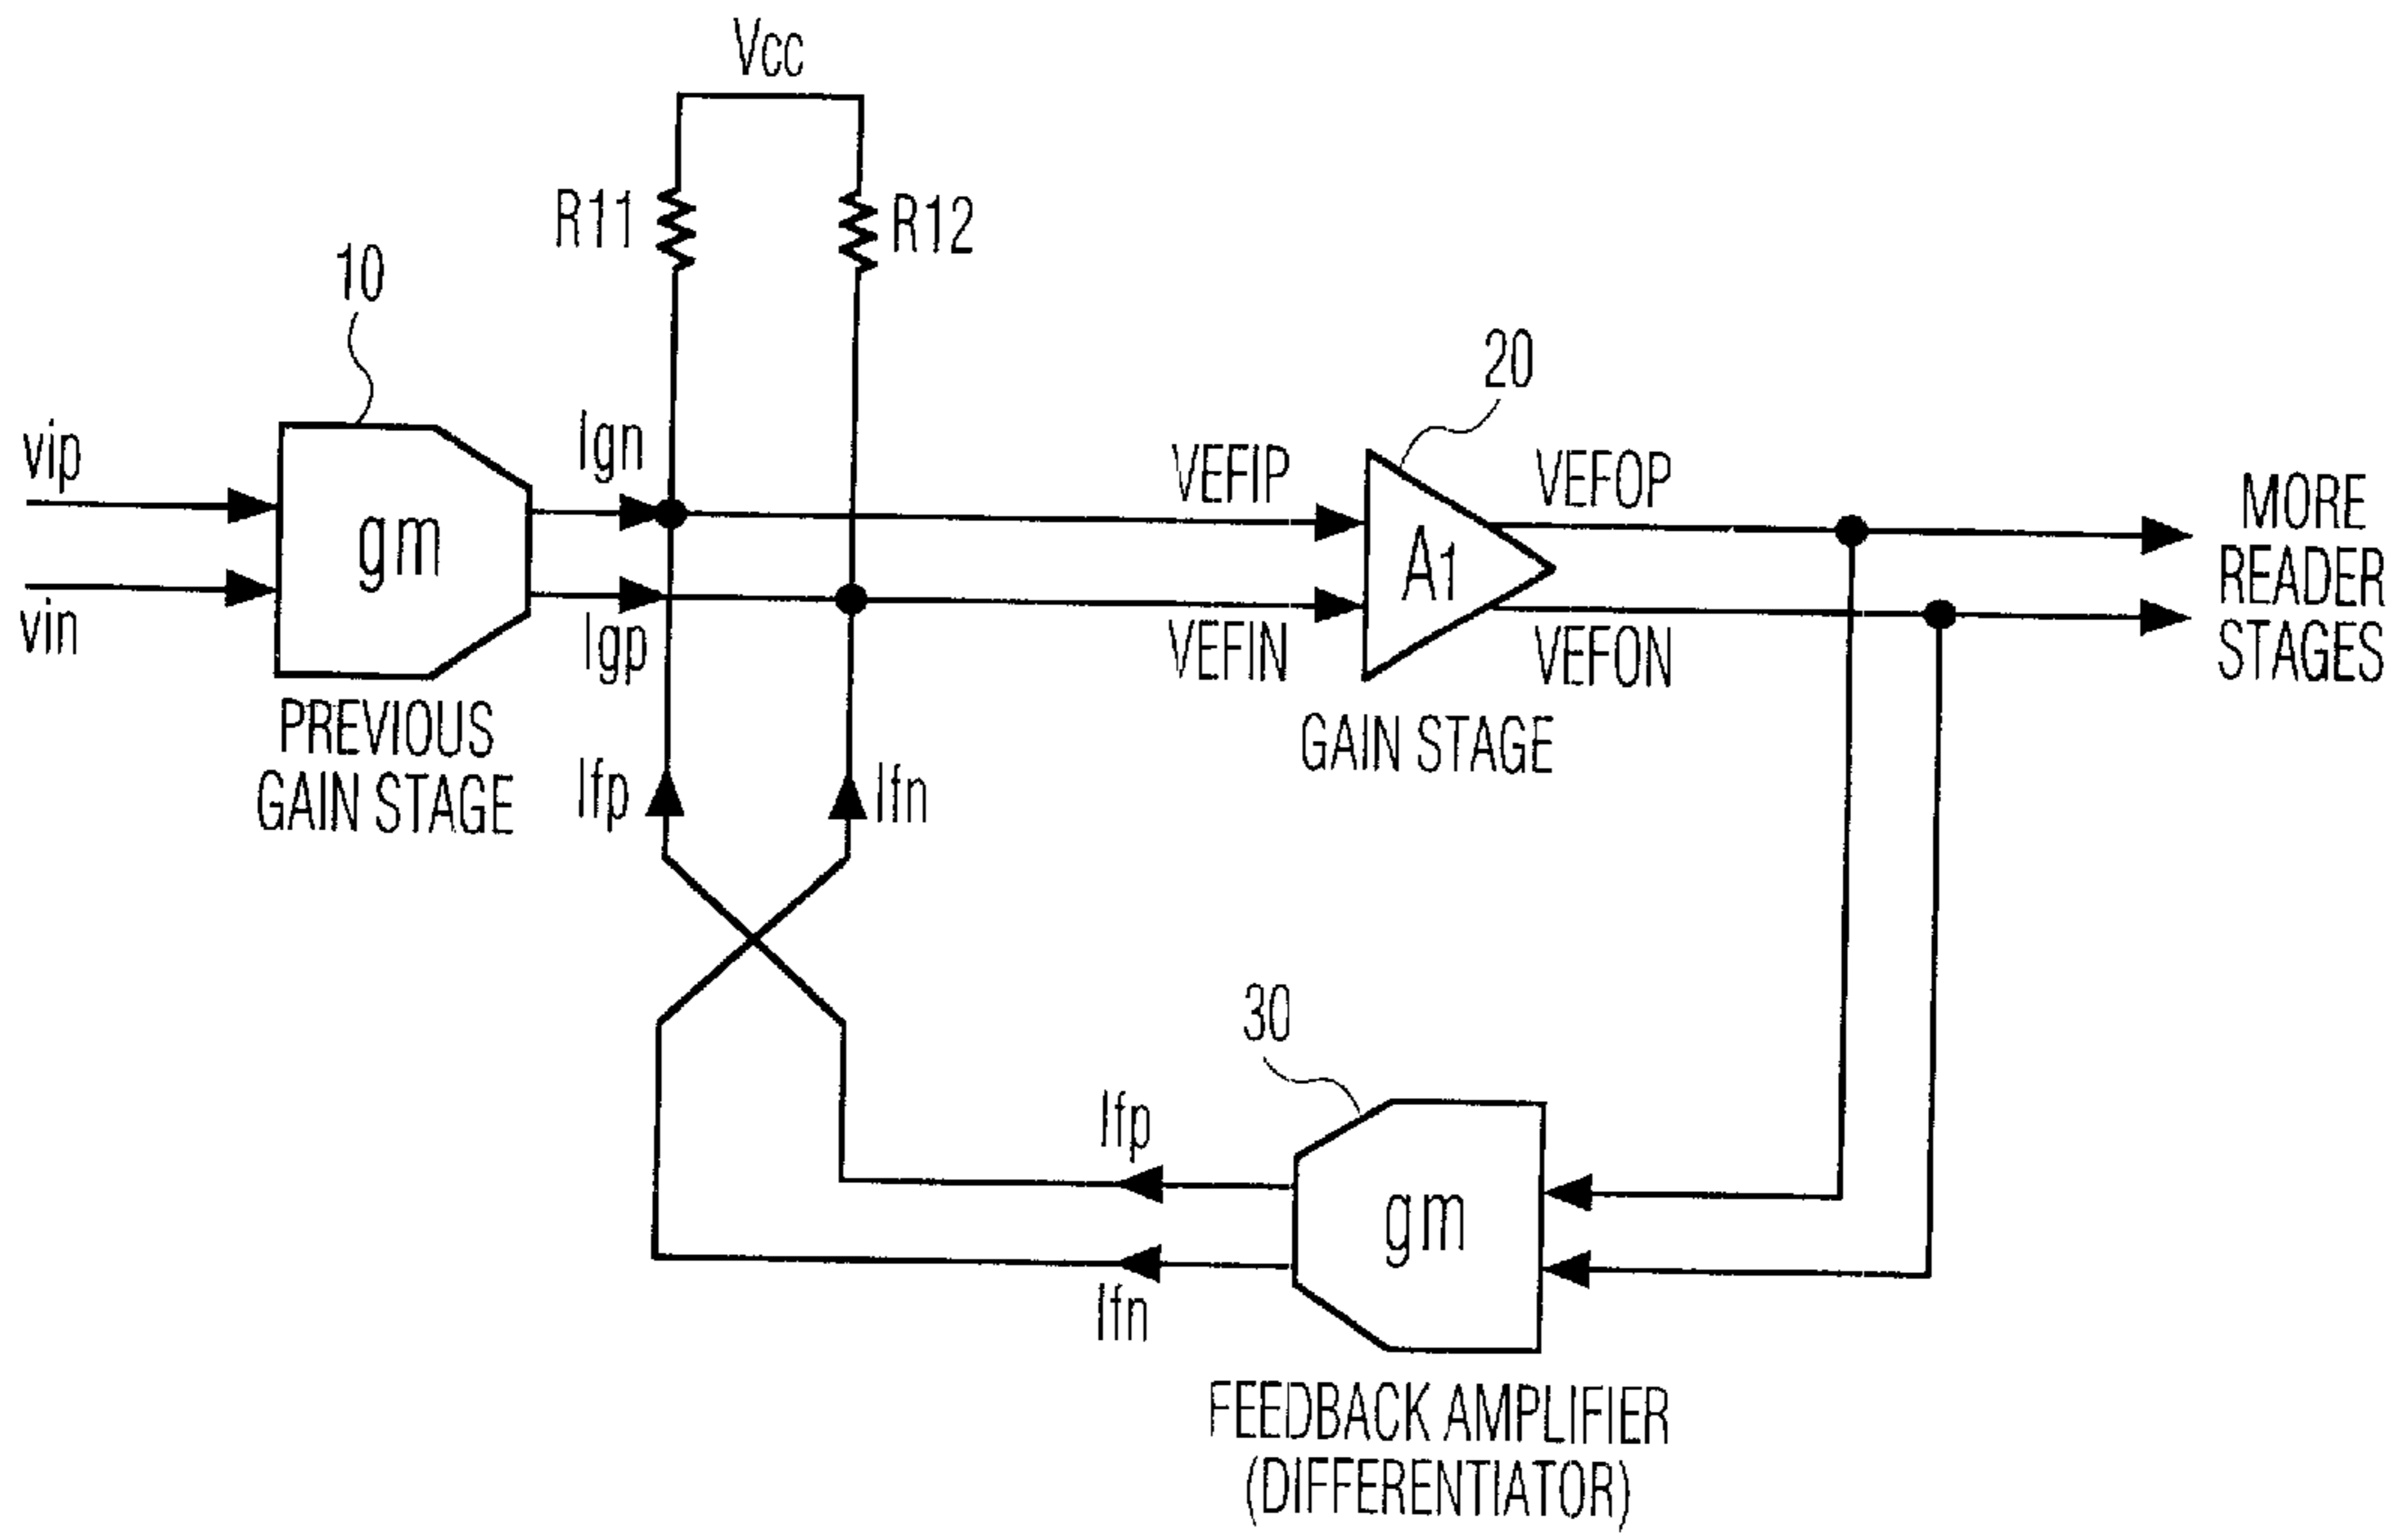 Vcc
R11
R12
10
20
vip
Ign
VEFIP
VEFOP
MORE
READER
STAGES
gm
A1
vin
Igp
VEFIN
VEFON
PREVIOUS
GAIN STAGE
GAIN STAGE
Ifp
Ifn
30
Ifp
gm
Ifn
FEEDBACK AMPLIFIER
(DIFFERENTIATOR)